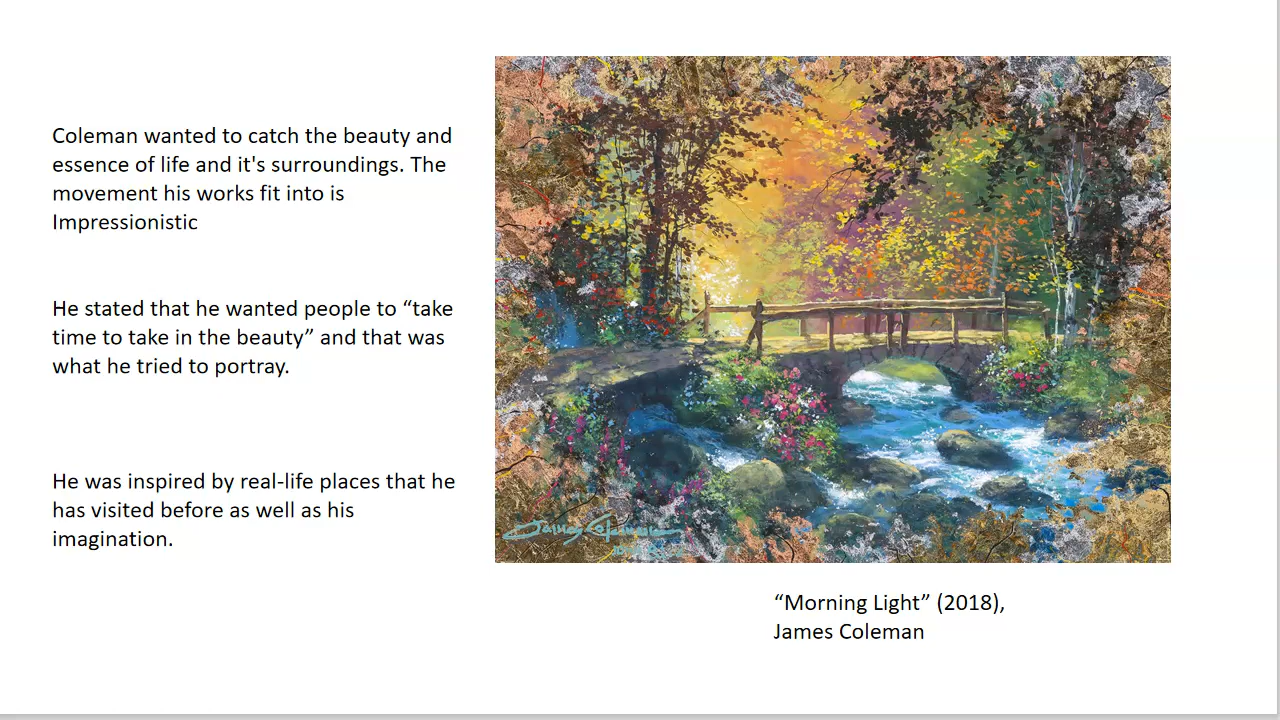 Coleman wanted to catch the beauty and
essence of life and it's surroundings. The
movement his works fit into is
Impressionistic
He stated that he wanted people to “take
time to take in the beauty” and that was
what he tried to portray.
He was inspired by real-life places that he
has visited before as well as his
imagination.
James Coleman
“Morning Light” (2018),
James Coleman